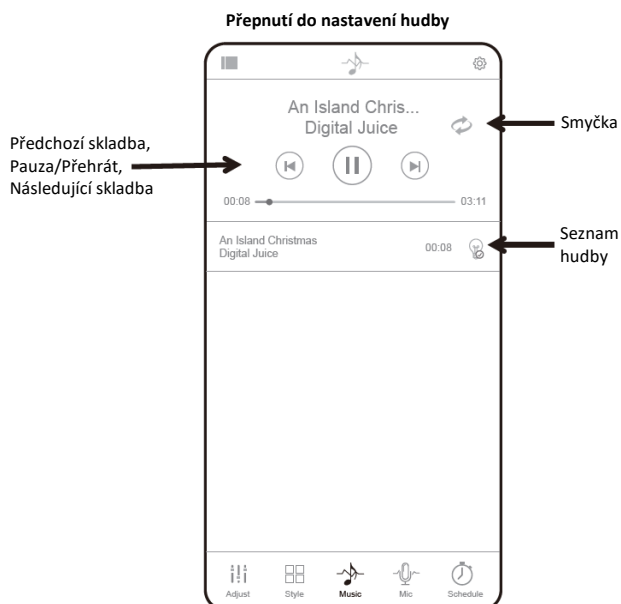 Přepnutí do nastavení hudby
An Island Chris...
Digital Juice
Smyčka
Předchozí skladba,
Pauza/Přehrát,
Následující skladba
00:08
03:11
An Island Christmas
Digital Juice
00:08
Seznam
hudby
Adjust
Style
Music
Mic
Schedule